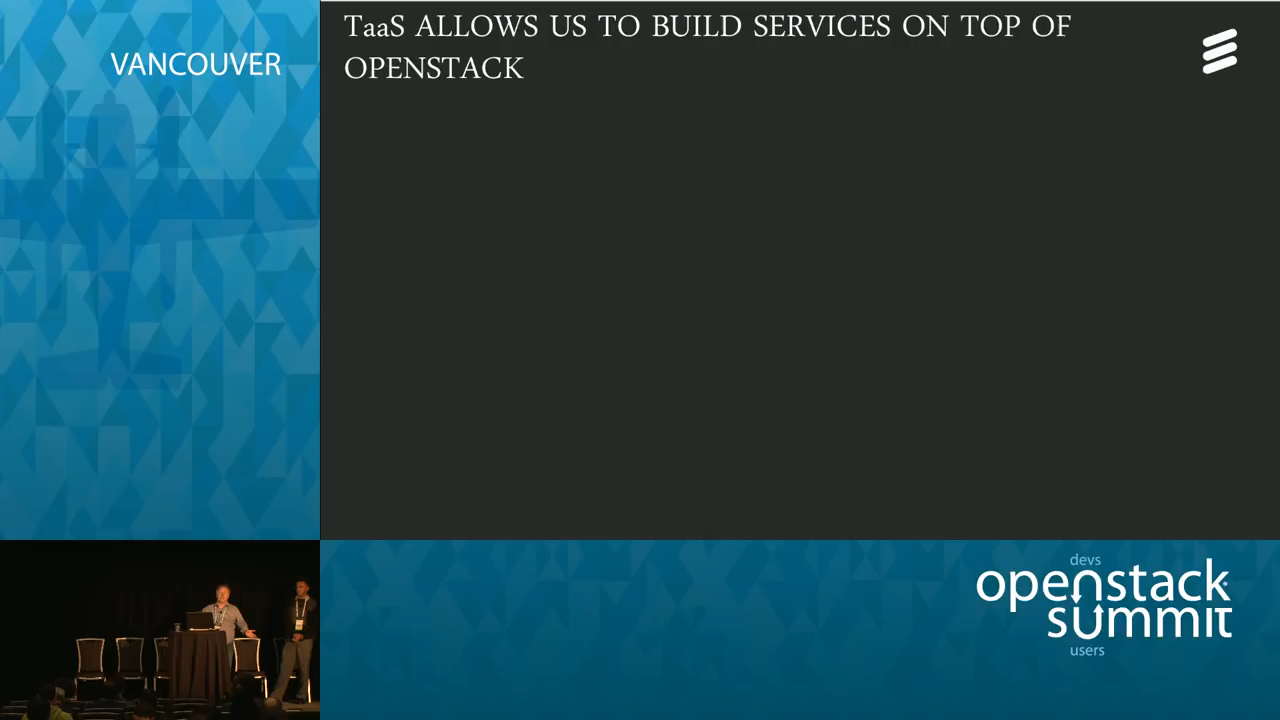 VANCOUVER
TaaS ALLOWS US TO BUILD SERVICES ON TOP OF
OPENSTACK
devs
openstack
summit
users